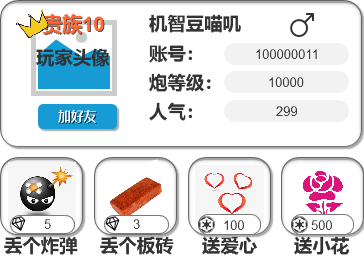 贵族10
玩家头像
加好友
机智豆喵叽
账号： 100000011
炮等级： 10000
人气： 299
5
3
100
500
丢个炸弹
丢个板砖
送爱心
送小花